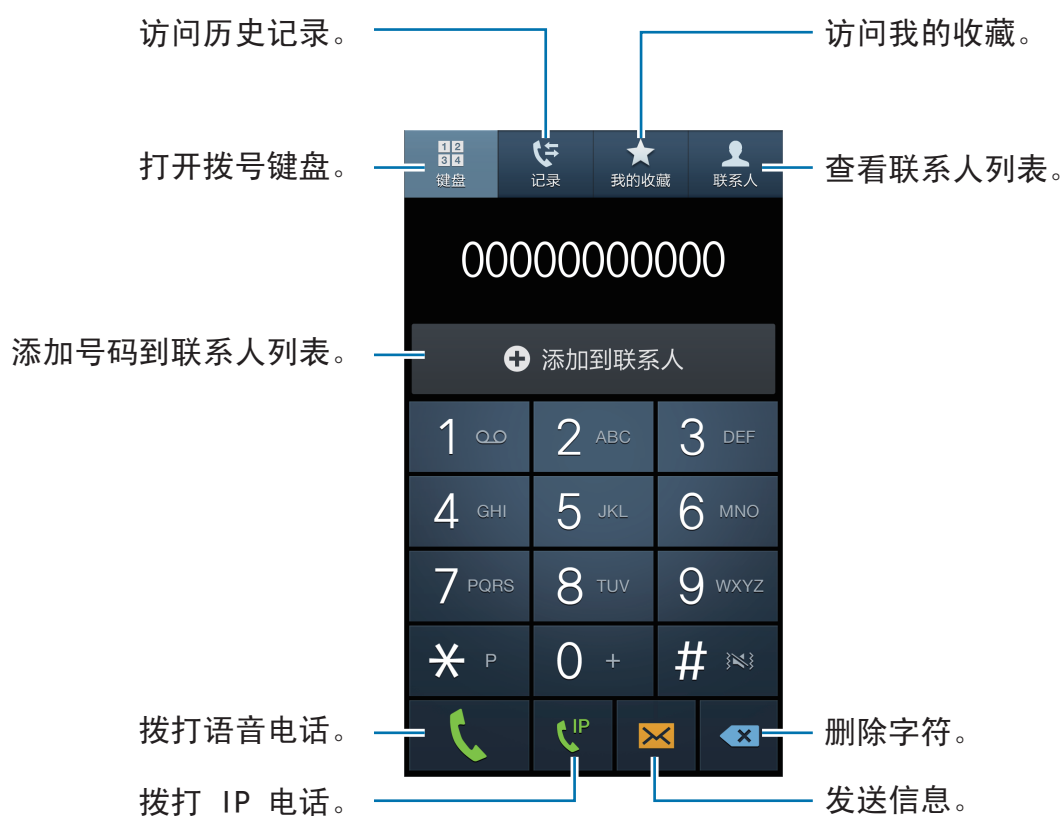 访问历史记录。
访问我的收藏。
打开拨号键盘。
1 2
3 4
键盘
记录
我的收藏
联系人
查看联系人列表。
00000000000
添加号码到联系人列表。
添加到联系人
1
2 ABC
3 DEF
4 GHI
5 JKL
6 MNO
7 PQRS
8 TUV
9 WXYZ
* P
0 +
#
拨打语音电话。
IP
删除字符。
拨打 IP 电话。
发送信息。